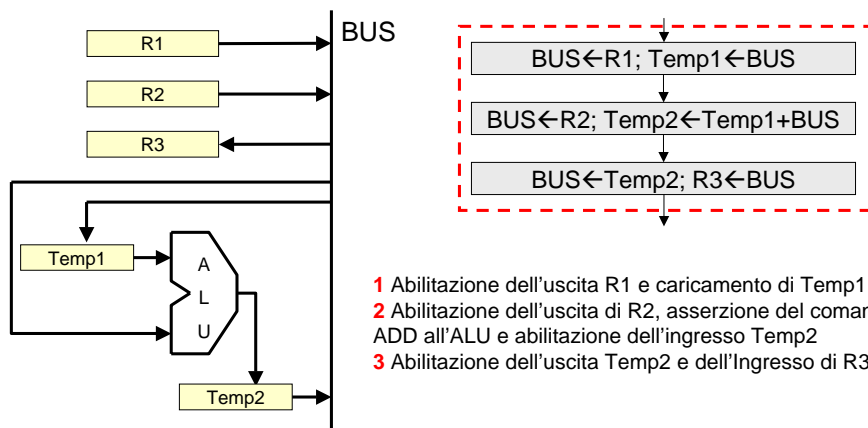 BUS
R1
R2
R3
Temp1
A
L
U
Temp2
BUS←R1; Temp1←BUS
BUS←R2; Temp2←Temp1+BUS
BUS←Temp2; R3←BUS
1 Abilitazione dell'uscita R1 e caricamento di Temp1
2 Abilitazione dell'uscita di R2, asserzione del
ADD all'ALU e abilitazione dell'ingresso Temp2
3 Abilitazione dell'uscita Temp2 e dell'Ingresso di R3